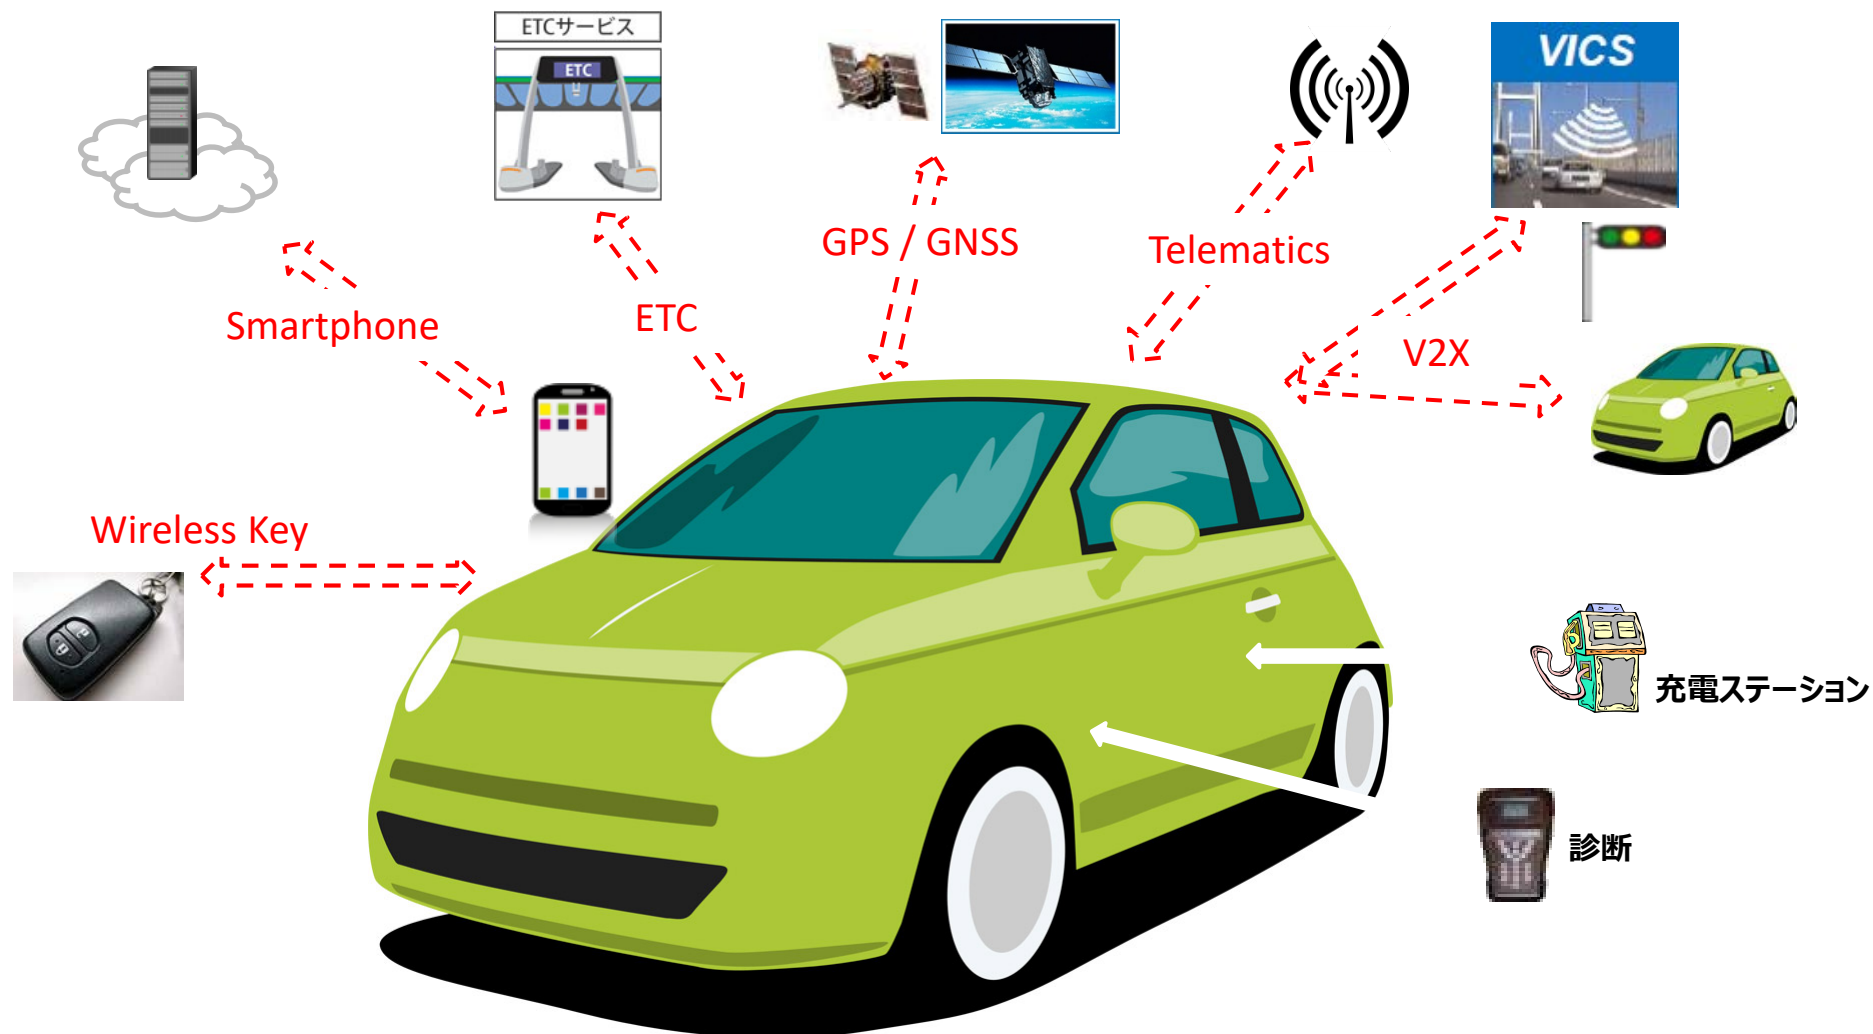 ETCサービス
ETC
VICS
GPS / GNSS
Telematics
Smartphone
ETC
V2X
Wireless Key
充電ステーション
診断